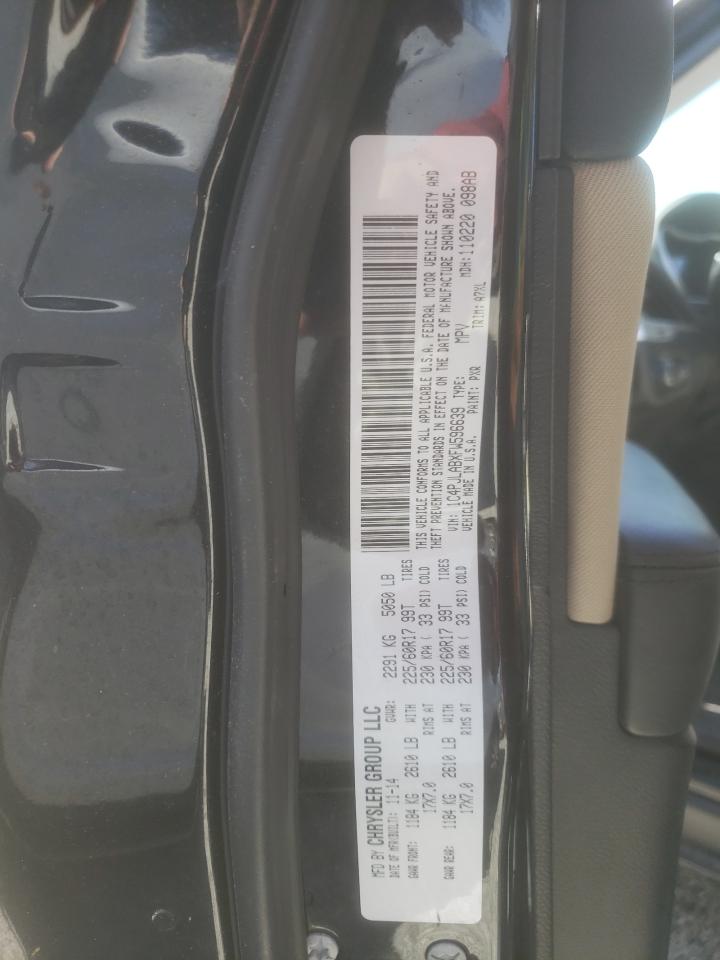 MFD BY CHRYSLER GROUP LLC
DATE OF MFR(BUILT): 11-14 GVWR: 2291 KG 5050 LB
GAWR FRONT: 1184 KG 2610 LB WITH 225/60R17 99T TIRES
17X7.0 RIMS AT 230 KPA ( 33 PSI) COLD
GAWR REAR: 1184 KG 2610 LB WITH 225/60R17 99T TIRES
17X7.0 RIMS AT 230 KPA ( 33 PSI) COLD
THIS VEHICLE CONFORMS TO ALL APPLICABLE U.S.A. FEDERAL MOTOR VEHICLE SAFETY AND
THEFT PREVENTION STANDARDS IN EFFECT ON THE DATE OF MANUFACTURE SHOWN ABOVE.
VIN: 1C4PJLABXFW596639 TYPE: MPV MDH: 110220 098AB
VEHICLE MADE IN U.S.A. PAINT: PXR TRIM: A7XL